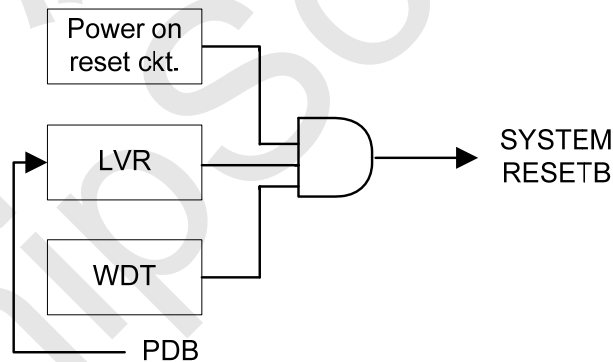 Power on
reset ckt.
LVR
WDT
PDB
SYSTEM
RESETB